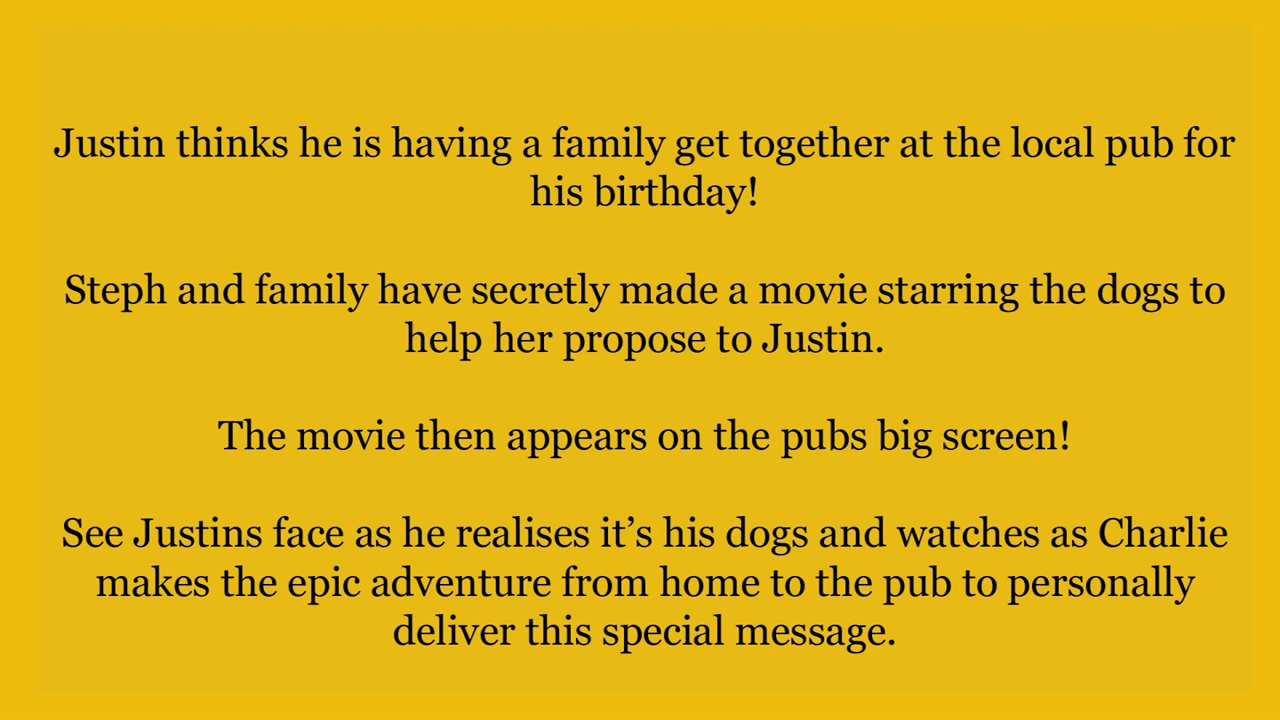 Justin thinks he is having a family get together at the local pub for
his birthday!
Steph and family have secretly made a movie starring the dogs to
help her propose to Justin.
The movie then appears on the pubs big screen!
See Justins face as he realises it’s his dogs and watches as Charlie
makes the epic adventure from home to the pub to personally
deliver this special message.